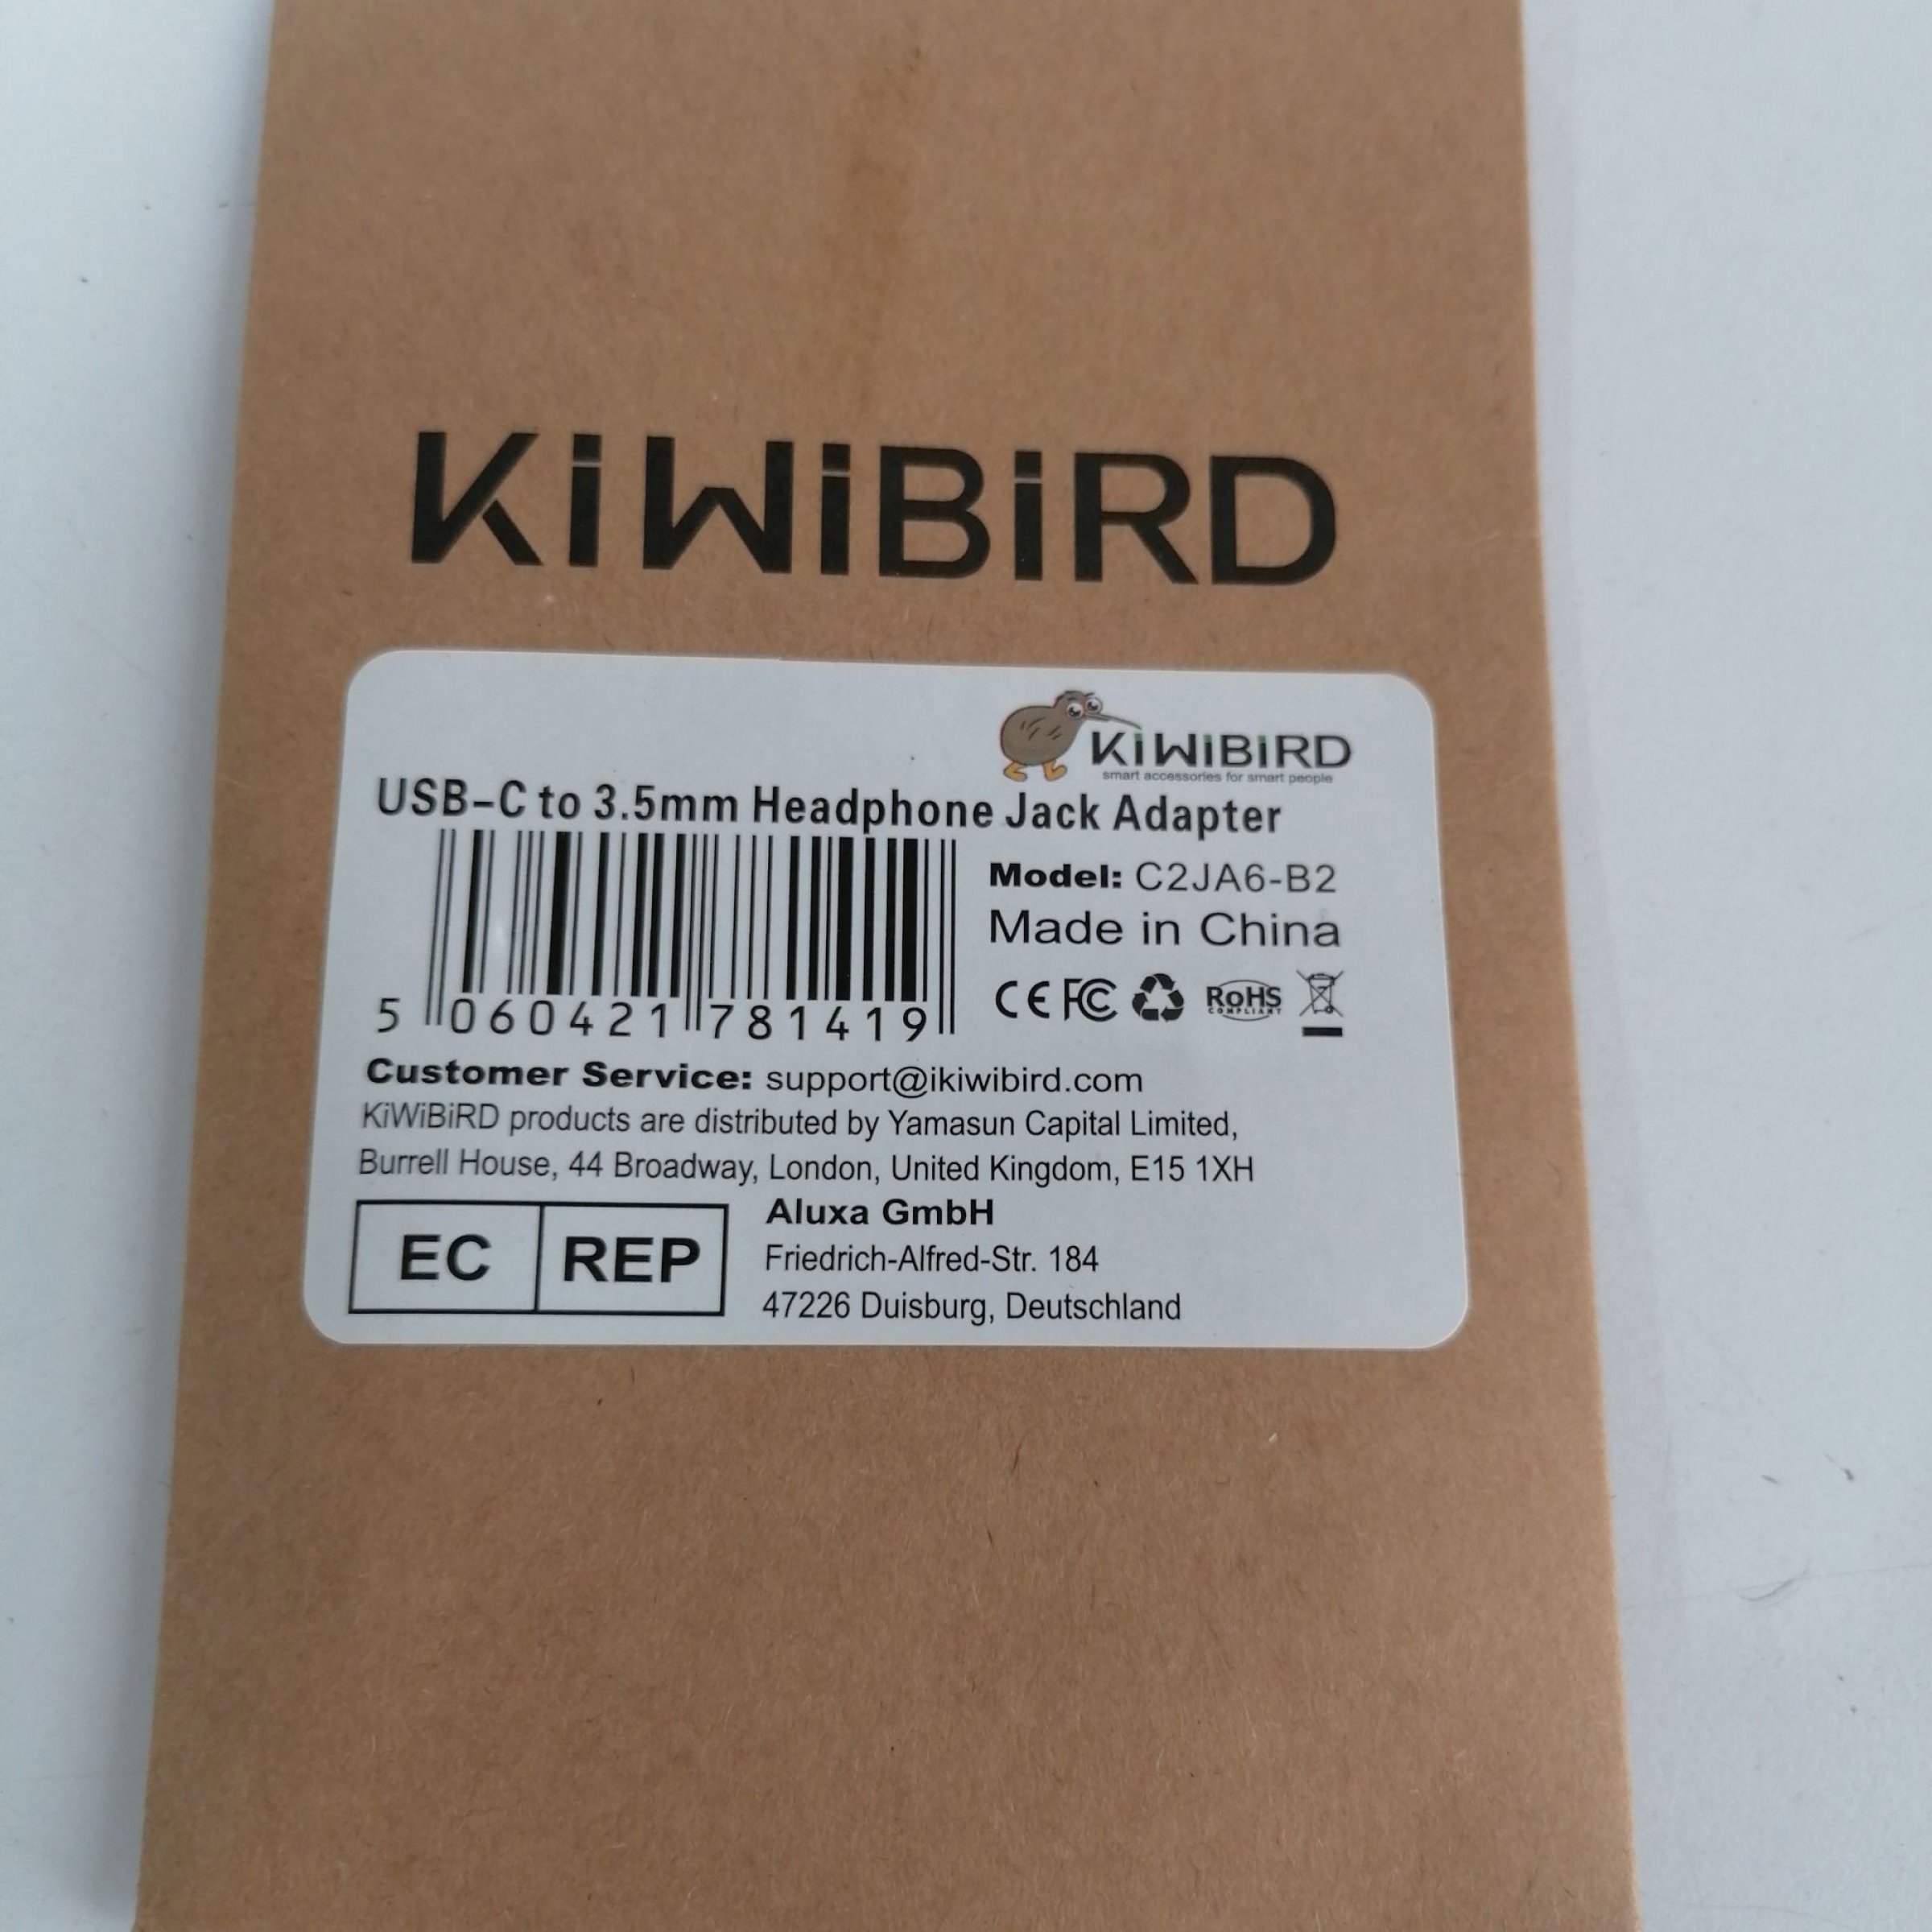 KiWiBiRD
KiWiBiRD
smart accessories for smart people
USB-C to 3.5mm Headphone Jack Adapter
Model: C2JA6-B2
Made in China
CE FC RoHS
COMPLIANT
5 060421 781419
Customer Service: support@ikiwibird.com
KiWiBiRD products are distributed by Yamasun Capital Limited,
Burrell House, 44 Broadway, London, United Kingdom, E15 1XH
EC REP
Aluxa GmbH
Friedrich-Alfred-Str. 184
47226 Duisburg, Deutschland